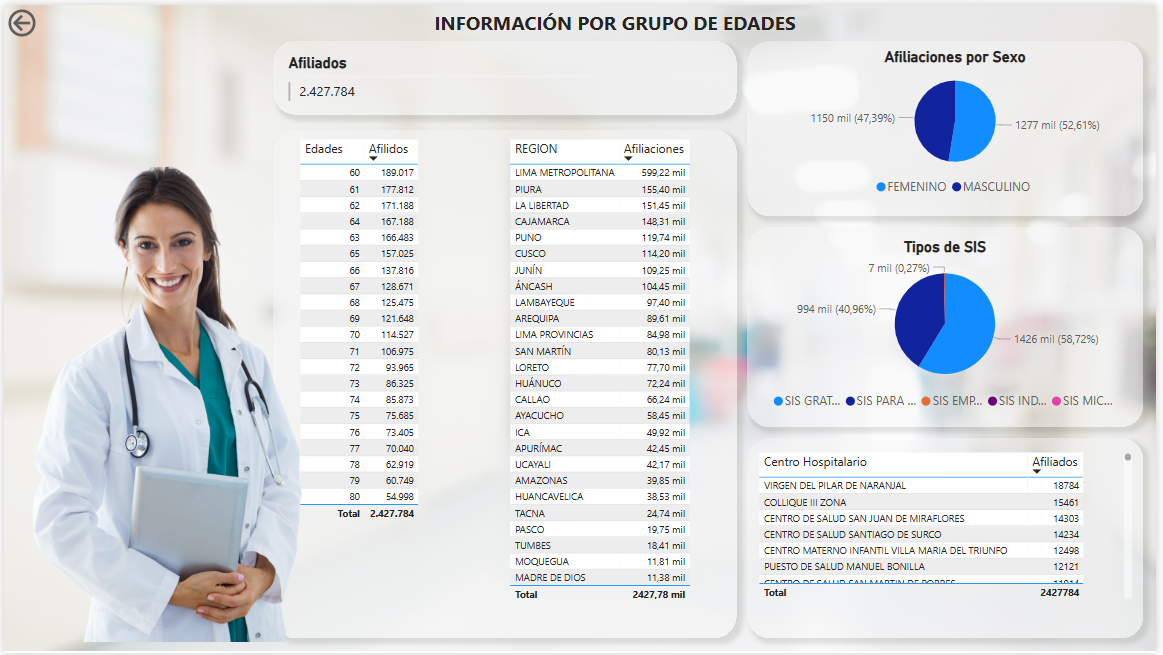 INFORMACIÓN POR GRUPO DE EDADES
Afiliados
2.427.784
Edades Afilidos
60 189.017
61 177.812
62 171.188
64 167.188
63 166.483
65 157.025
66 137.816
67 128.671
68 125.475
69 121.648
70 114.527
71 106.975
72 93.965
73 86.325
74 85.873
75 75.685
76 73.405
77 70.040
78 62.919
79 60.749
80 54.998
Total 2.427.784
REGION Afiliaciones
LIMA METROPOLITANA 599,22 mil
PIURA 155,40 mil
LA LIBERTAD 151,45 mil
CAJAMARCA 148,31 mil
PUNO 119,74 mil
CUSCO 114,20 mil
JUNÍN 109,25 mil
ÁNCASH 104,45 mil
LAMBAYEQUE 97,40 mil
AREQUIPA 89,61 mil
LIMA PROVINCIAS 84,98 mil
SAN MARTÍN 80,13 mil
LORETO 77,70 mil
HUÁNUCO 72,24 mil
CALLAO 66,24 mil
AYACUCHO 58,45 mil
ICA 49,92 mil
APURÍMAC 42,45 mil
UCAYALI 42,17 mil
AMAZONAS 39,85 mil
HUANCAVELICA 38,53 mil
TACNA 24,74 mil
PASCO 19,75 mil
TUMBES 18,41 mil
MOQUEGUA 11,81 mil
MADRE DE DIOS 11,38 mil
Total 2427,78 mil
Afiliaciones por Sexo
1150 mil (47,39%)
1277 mil (52,61%)
FEMENINO MASCULINO
Tipos de SIS
7 mil (0,27%)
994 mil (40,96%)
1426 mil (58,72%)
SIS GRAT... SIS PARA ... SIS EMP... SIS IND... SIS MIC...
Centro Hospitalario Afiliados
VIRGEN DEL PILAR DE NARANJAL 18784
COLLIQUE III ZONA 15461
CENTRO DE SALUD SAN JUAN DE MIRAFLORES 14303
CENTRO DE SALUD SANTIAGO DE SURCO 14234
CENTRO MATERNO INFANTIL VILLA MARIA DEL TRIUNFO 12498
PUESTO DE SALUD MANUEL BONILLA 12121
CENTRO DE SALUD SAN MARTIN DE PORRES
Total 2427784